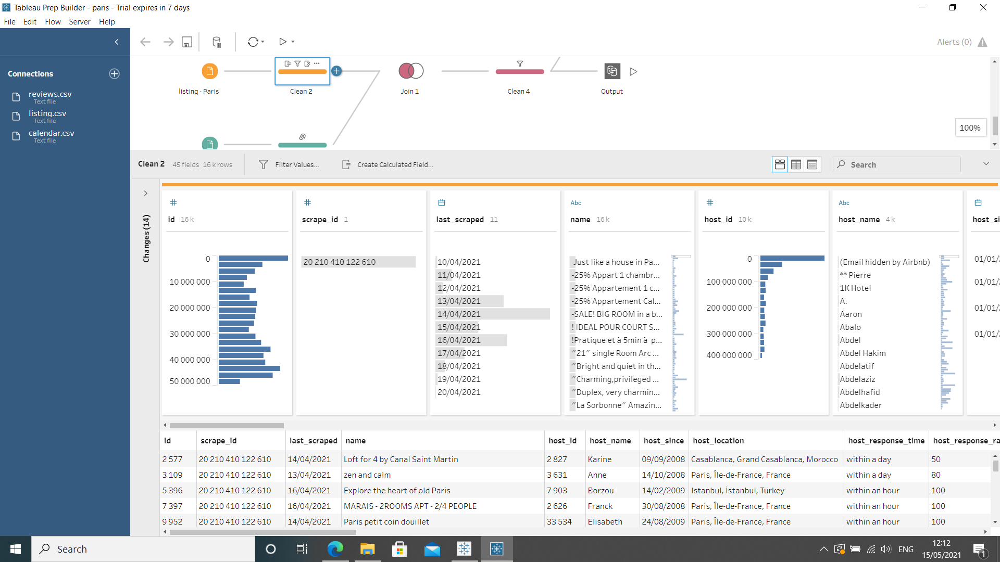 Tableau Prep Builder - paris - Trial expires in 7 days
File Edit Flow Server Help
Alerts (0)
Connections
reviews.csv
Text file
listing.csv
Text file
calendar.csv
Text file
listing - Paris
Clean 2
Join 1
Clean 4
Output
100%
Clean 2 45 fields 16 k rows Filter Values... Create Calculated Field... Search
Changes (14)
id 16 k
0
10 000 000
20 000 000
30 000 000
40 000 000
50 000 000
scrape_id 1
20 210 410 122 610
last_scraped 11
10/04/2021
11/04/2021
12/04/2021
13/04/2021
14/04/2021
15/04/2021
16/04/2021
17/04/2021
18/04/2021
19/04/2021
20/04/2021
Abc
name 16 k
Just like a house in Pa...
-25% Appart 1 chambr...
-25% Appartement 1 c...
-25% Appartement Cal...
-SALE! BIG ROOM in a b...
! IDEAL POUR COURT S...
!Pratique et à 5min à p...
"21" single Room Arc ...
"Bright and quiet in th...
"Charming,privileged ...
"Duplex, very charmin...
"La Sorbonne" Amazin...
host_id 10 k
0
100 000 000
200 000 000
300 000 000
400 000 000
Abc
host_name 4 k
(Email hidden by Airbnb)
** Pierre
1K Hotel
A.
Aaron
Abalo
Abdel
Abdel Hakim
Abdelatif
Abdelaziz
Abdelhafid
Abdelkader
host_si
01/01/
01/01/
01/01/
01/01/
id scrape_id last_scraped name host_id host_name host_since host_location host_response_time host_response_ra
2 577 20 210 410 122 610 14/04/2021 Loft for 4 by Canal Saint Martin 2 827 Karine 09/09/2008 Casablanca, Grand Casablanca, Morocco within a day 50
3 109 20 210 410 122 610 13/04/2021 zen and calm 3 631 Anne 14/10/2008 Paris, Île-de-France, France within a day 80
5 396 20 210 410 122 610 16/04/2021 Explore the heart of old Paris 7 903 Borzou 14/02/2009 Istanbul, İstanbul, Turkey within an hour 100
7 397 20 210 410 122 610 16/04/2021 MARAIS - 2ROOMS APT - 2/4 PEOPLE 2 626 Franck 30/08/2008 Paris, Île-de-France, France within an hour 100
9 952 20 210 410 122 610 14/04/2021 Paris petit coin douillet 33 534 Elisabeth 24/08/2009 Paris, Île-de-France, France within an hour 100
Search
ENG
12:12
15/05/2021
1